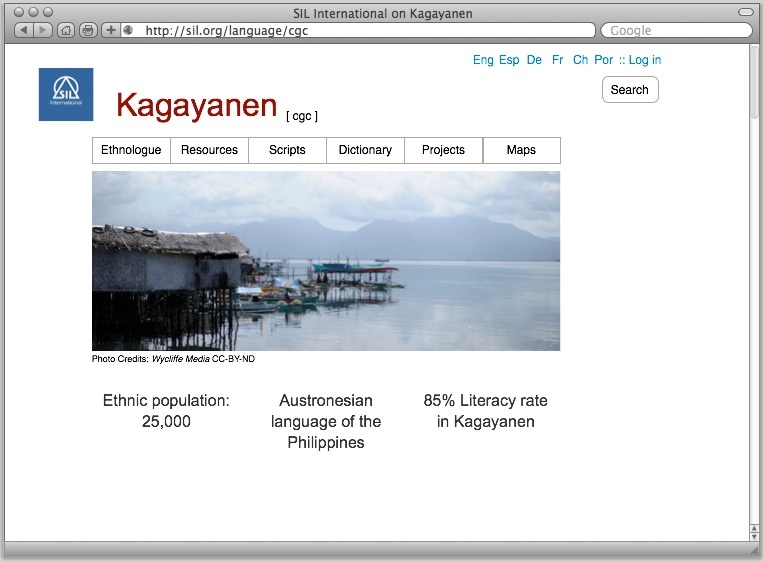 SIL International on Kagayanen
http://sil.org/language/cgc
Google
Eng Esp De Fr Ch Por :: Log in
SIL
International
Kagayanen [ cgc ]
Search
Ethnologue Resources Scripts Dictionary Projects Maps
Photo Credits: Wycliffe Media CC-BY-ND
Ethnic population:
25,000
Austronesian
language of the
Philippines
85% Literacy rate
in Kagayanen